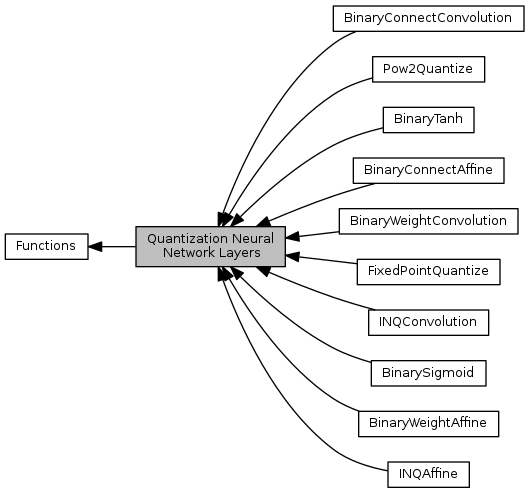 BinaryConnectConvolution
Pow2Quantize
BinaryTanh
BinaryConnectAffine
BinaryWeightConvolution
Functions
Quantization Neural
Network Layers
FixedPointQuantize
INQConvolution
BinarySigmoid
BinaryWeightAffine
INQAffine